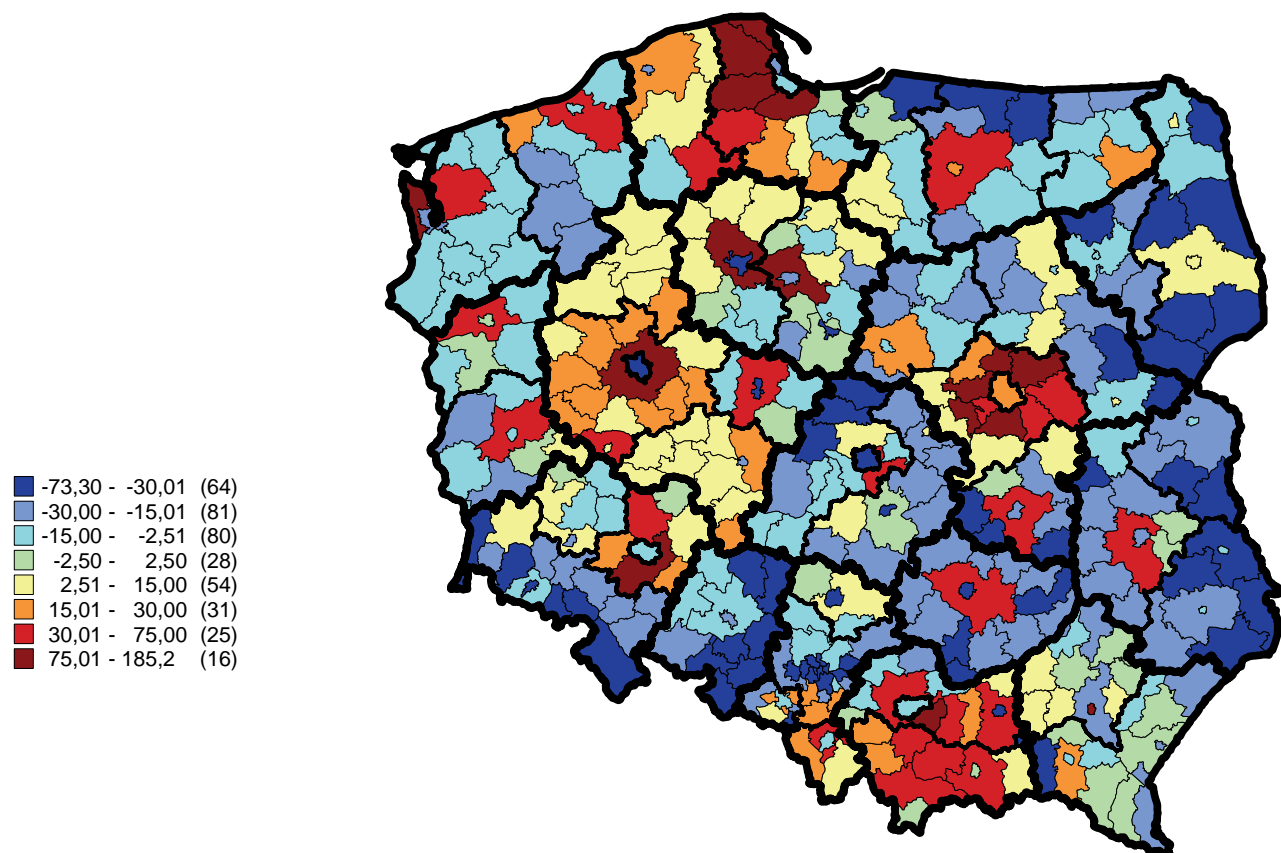 -73,30 - -30,01 (64)
-30,00 - -15,01 (81)
-15,00 - -2,51 (80)
-2,50 - 2,50 (28)
2,51 - 15,00 (54)
15,01 - 30,00 (31)
30,01 - 75,00 (25)
75,01 - 185,2 (16)